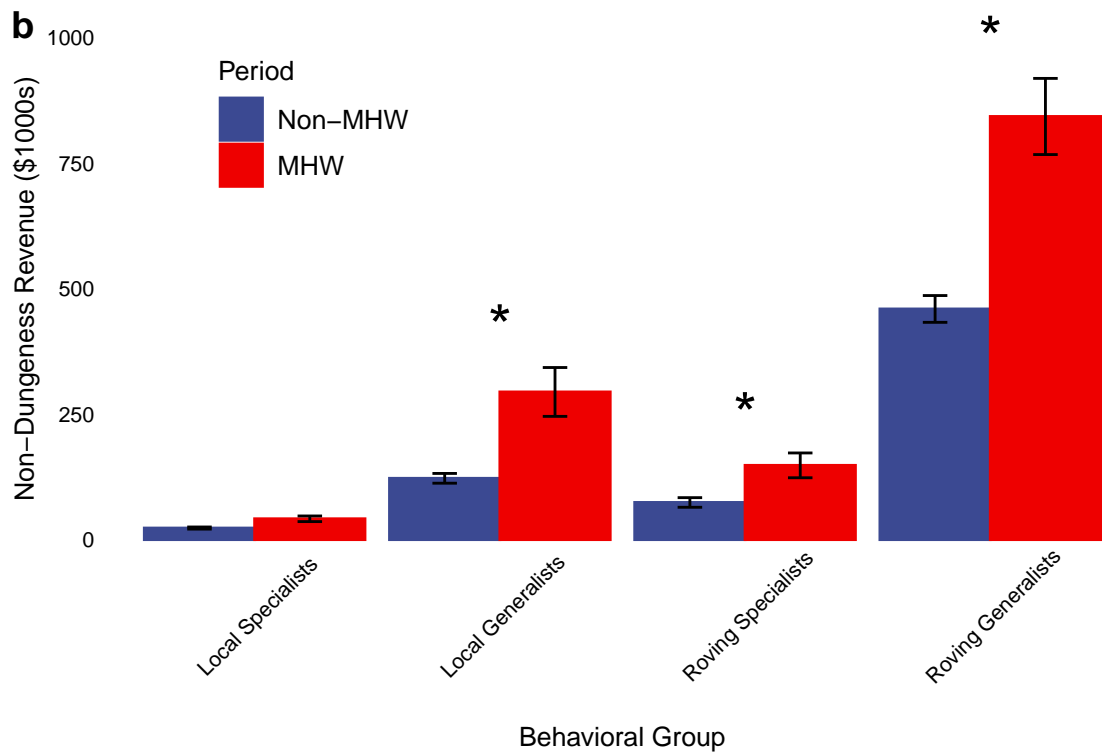 b
Non−Dungeness Revenue ($1000s)
1000
750
500
250
0
Period
Non−MHW
MHW
*
*
*
Local Specialists
Local Generalists
Roving Specialists
Roving Generalists
Behavioral Group